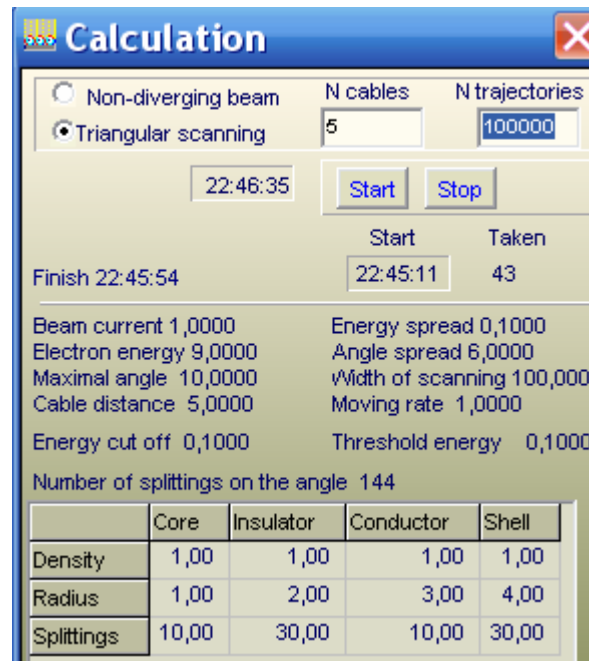 Calculation
Non-diverging beam N cables N trajectories
Triangular scanning 5 100000
22:46:35 Start Stop
Start Taken
Finish 22:45:54 22:45:11 43
Beam current 1,0000 Energy spread 0,1000
Electron energy 9,0000 Angle spread 6,0000
Maximal angle 10,0000 Width of scanning 100,000
Cable distance 5,0000 Moving rate 1,0000
Energy cut off 0,1000 Threshold energy 0,1000
Number of splittings on the angle 144
Core Insulator Conductor Shell
Density 1,00 1,00 1,00 1,00
Radius 1,00 2,00 3,00 4,00
Splittings 10,00 30,00 10,00 30,00